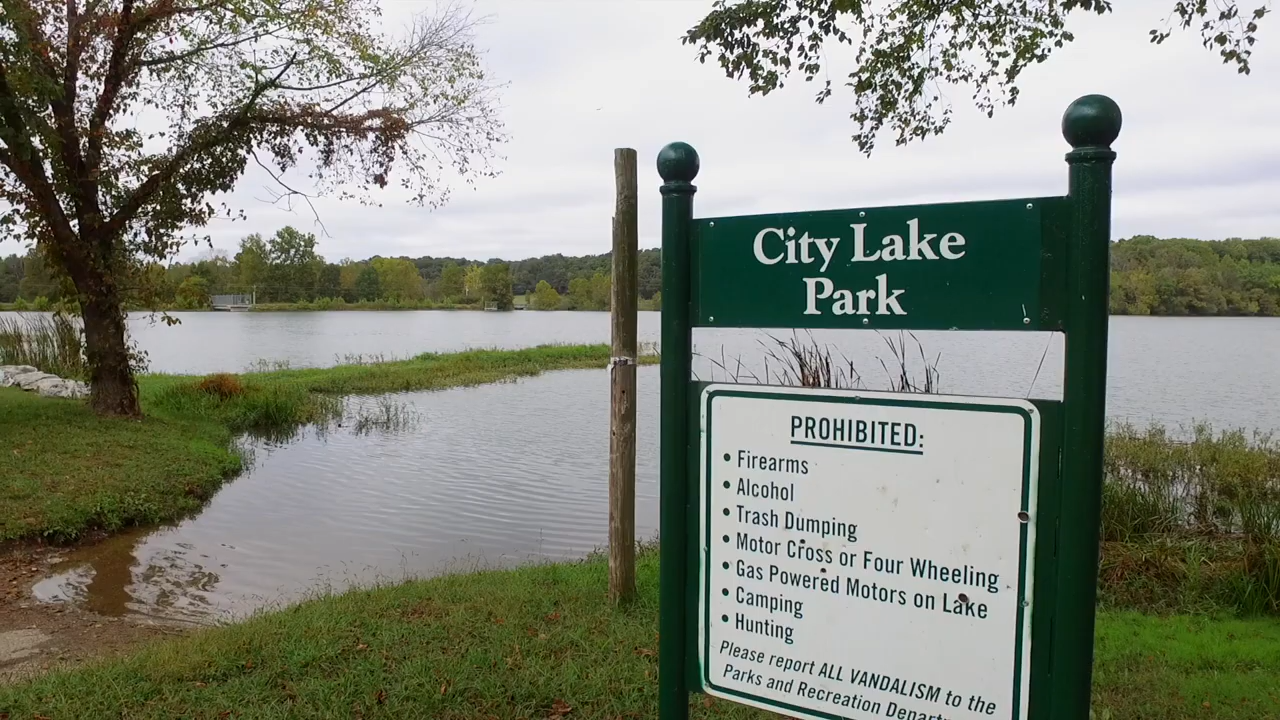 City Lake
Park
PROHIBITED:
• Firearms
• Alcohol
• Trash Dumping
• Motor Cross or Four Wheeling
• Gas Powered Motors on Lake
• Camping
• Hunting
Please report ALL VANDALISM to the
Parks and Recreation